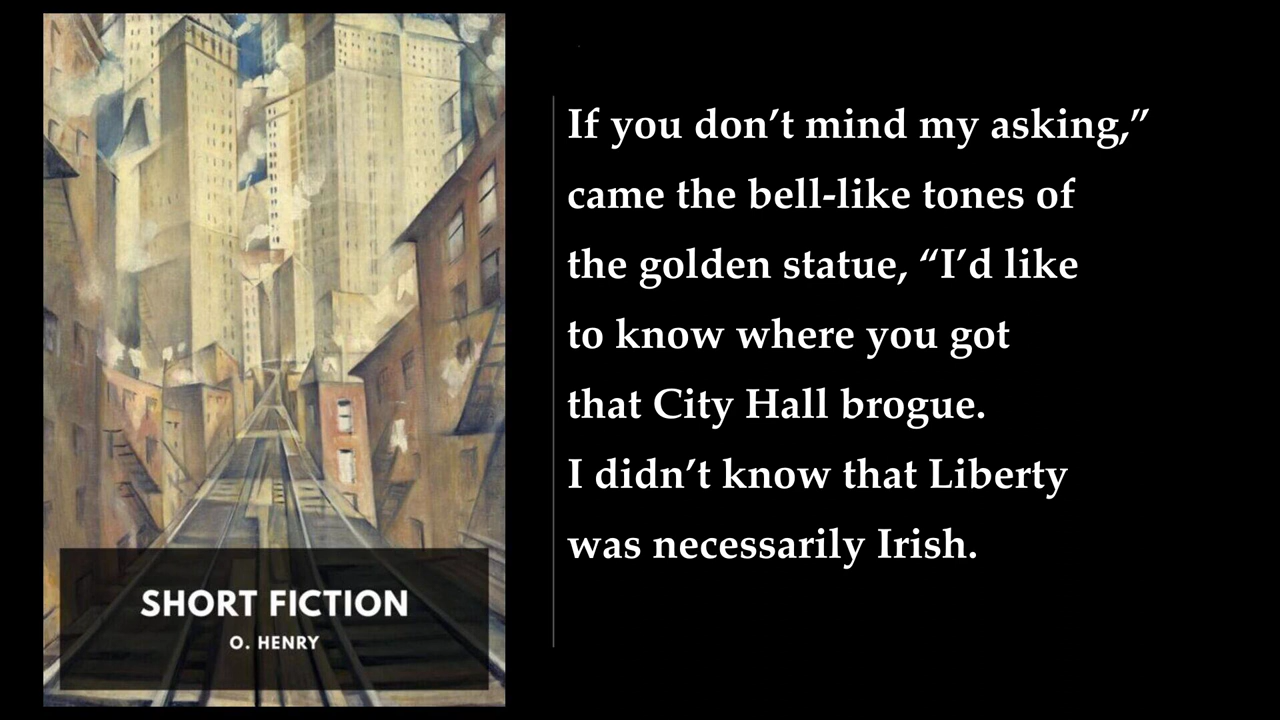 SHORT FICTION
O. HENRY
If you don’t mind my asking,”
came the bell-like tones of
the golden statue, “I’d like
to know where you got
that City Hall brogue.
I didn’t know that Liberty
was necessarily Irish.